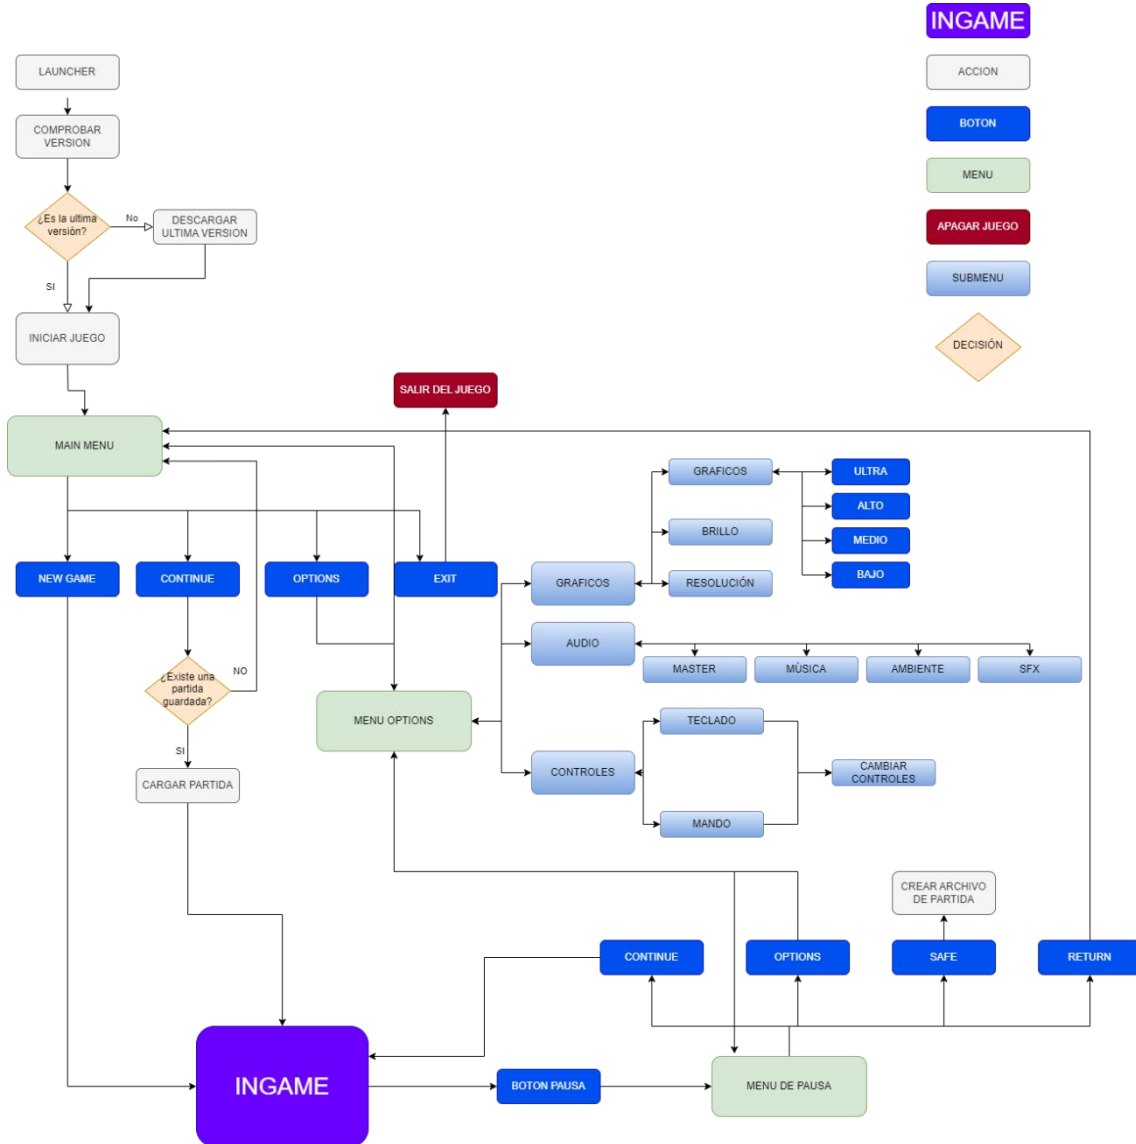 INGAME
LAUNCHER
ACCION
COMPROBAR
VERSION
BOTON
MENU
¿Es la ultima
versión?
No
DESCARGAR
ULTIMA VERSION
APAGAR JUEGO
SUBMENU
SI
INICIAR JUEGO
DECISIÓN
SALIR DEL JUEGO
MAIN MENU
GRAFICOS
ULTRA
ALTO
BRILLO
MEDIO
BAJO
NEW GAME
CONTINUE
OPTIONS
EXIT
GRAFICOS
RESOLUCIÓN
AUDIO
MASTER
MÙSICA
AMBIENTE
SFX
¿Existe una
partida
guardada?
NO
MENU OPTIONS
TECLADO
SI
CONTROLES
CAMBIAR
CONTROLES
CARGAR PARTIDA
MANDO
CREAR ARCHIVO
DE PARTIDA
CONTINUE
OPTIONS
SAFE
RETURN
INGAME
BOTON PAUSA
MENU DE PAUSA